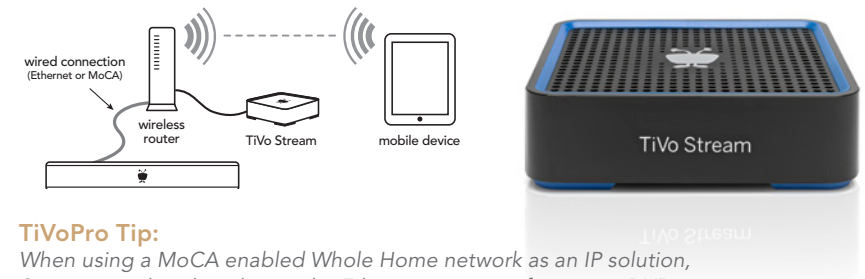 wired connection
(Ethernet or MoCA)
wireless
router
TiVo Stream
mobile device
TiVo Stream
TiVoPro Tip:
When using a MoCA enabled Whole Home network as an IP solution,